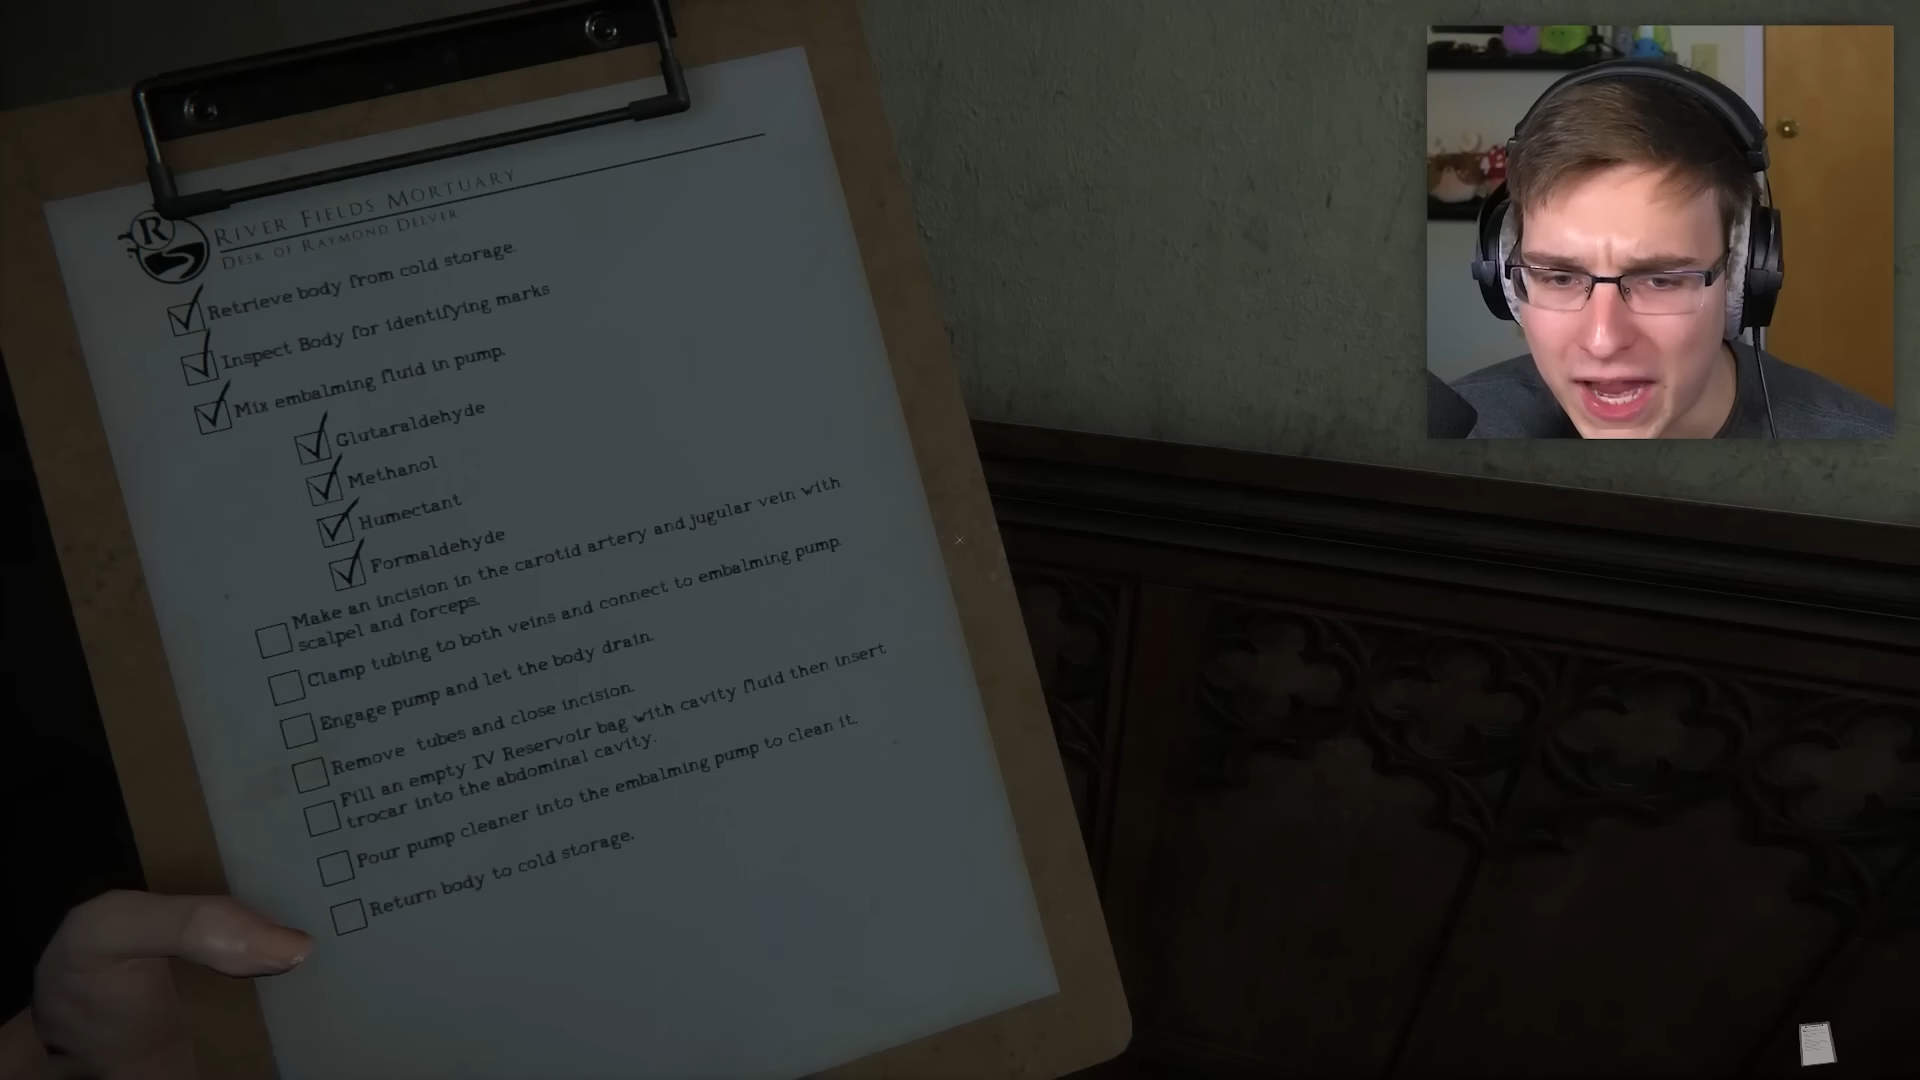 R
RIVER FIELDS MORTUARY
DESK OF RAYMOND DELVER
Retrieve body from cold storage.
Inspect Body for identifying marks
Mix embalming fluid in pump.
Glutaraldehyde
Methanol
Humectant
Formaldehyde
Make an incision in the carotid artery and jugular vein with
scalpel and forceps.
Clamp tubing to both veins and connect to embalming pump.
Engage pump and let the body drain.
Remove tubes and close incision.
Fill an empty IV Reservoir bag with cavity fluid then insert
trocar into the abdominal cavity.
Pour pump cleaner into the embalming pump to clean it.
Return body to cold storage.